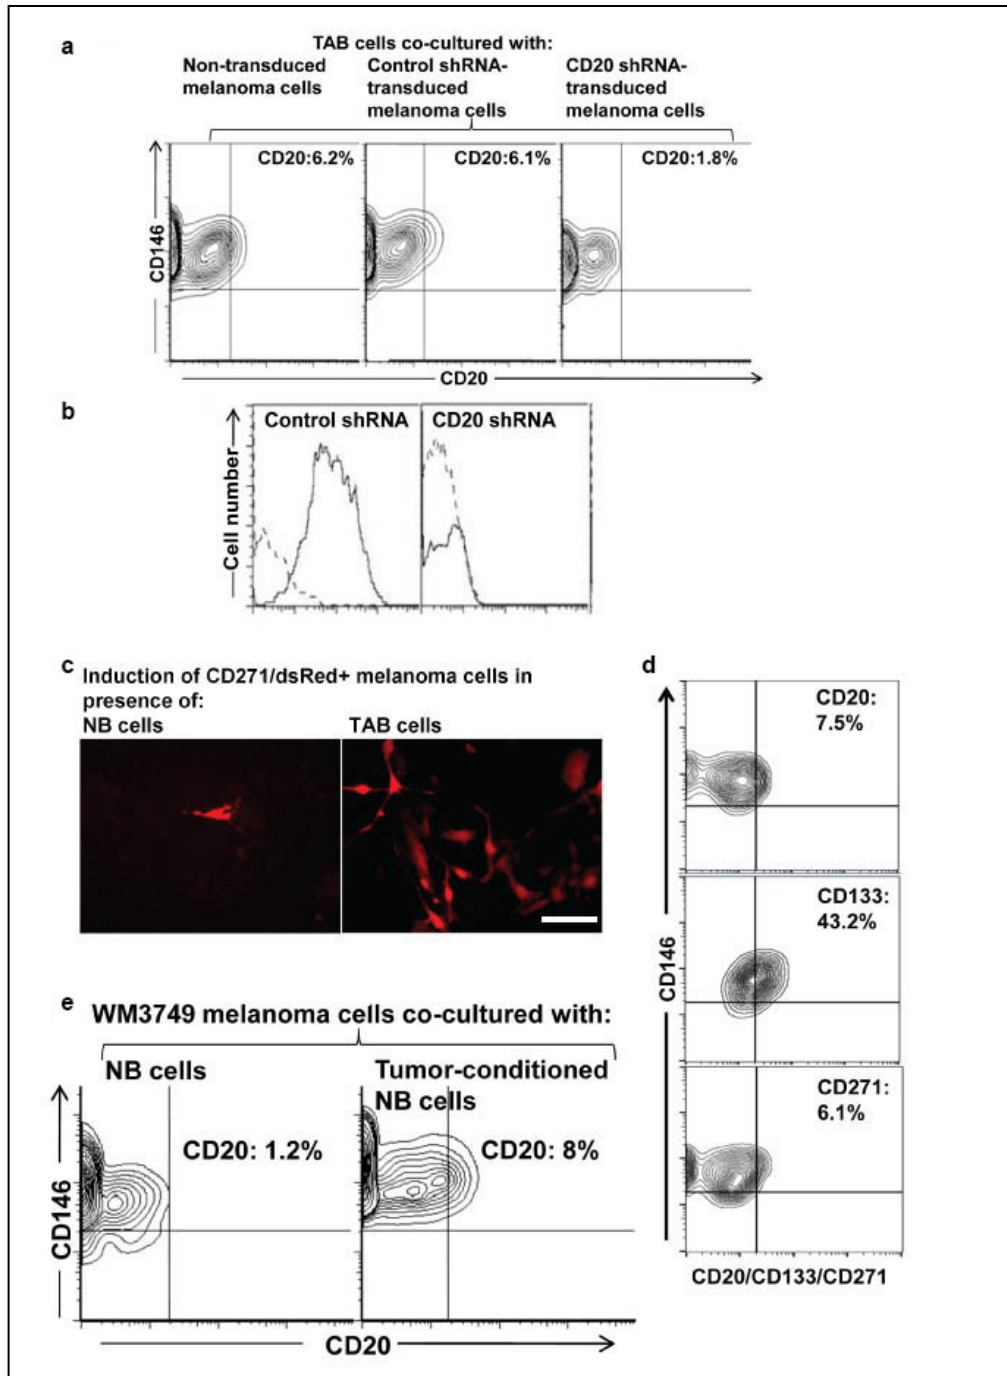 a
TAB cells co-cultured with:
Non-transduced
melanoma cells
Control shRNA-
transduced
melanoma cells
CD20 shRNA-
transduced
melanoma cells
CD20:6.2%
CD20:6.1%
CD20:1.8%
CD146
CD20
b
Control shRNA
CD20 shRNA
Cell number
c
Induction of CD271/dsRed+ melanoma cells in
presence of:
NB cells
TAB cells
d
CD20:
7.5%
CD133:
43.2%
CD271:
6.1%
CD146
CD20/CD133/CD271
e
WM3749 melanoma cells co-cultured with:
NB cells
Tumor-conditioned
NB cells
CD20: 1.2%
CD20: 8%
CD146
CD20